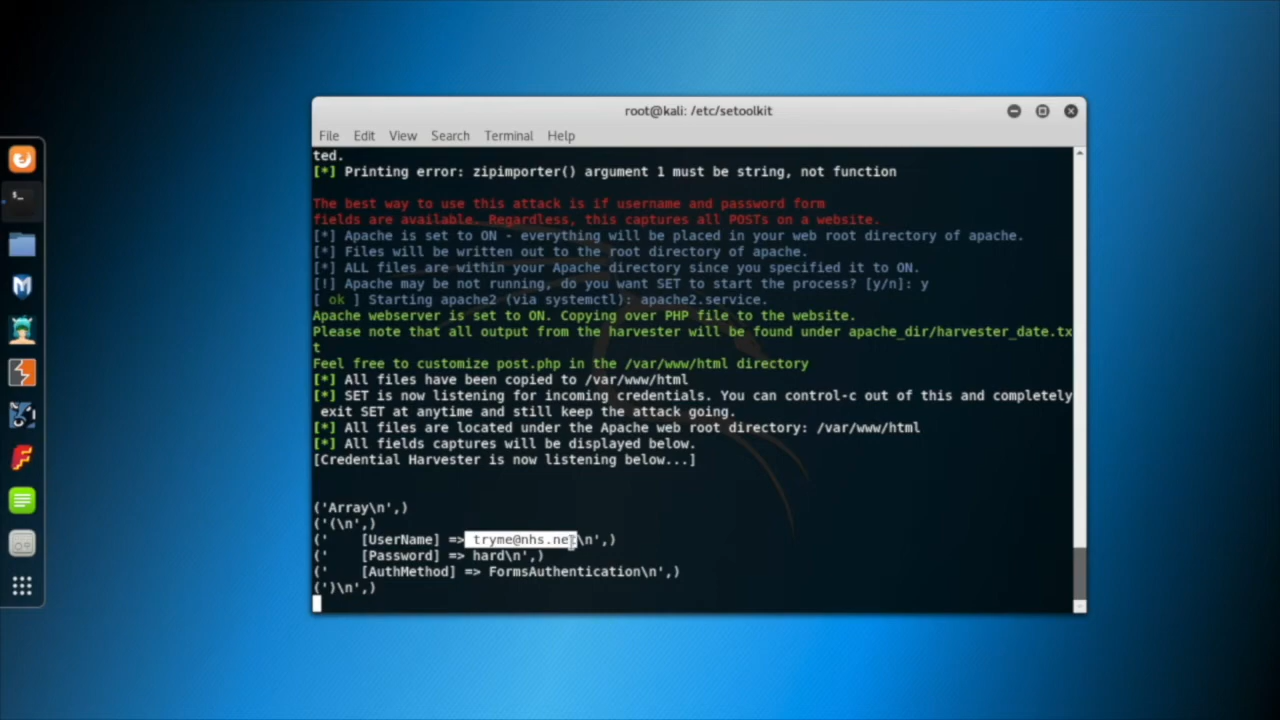 root@kali: /etc/setoolkit
File Edit View Search Terminal Help
ted.
[*] Printing error: zipimporter() argument 1 must be string, not function
The best way to use this attack is if username and password form
fields are available. Regardless, this captures all POSTs on a website.
[*] Apache is set to ON - everything will be placed in your web root directory of apache.
[*] Files will be written out to the root directory of apache.
[*] ALL files are within your Apache directory since you specified it to ON.
[!] Apache may be not running, do you want SET to start the process? [y/n]: y
[ ok ] Starting apache2 (via systemctl): apache2.service.
Apache webserver is set to ON. Copying over PHP file to the website.
Please note that all output from the harvester will be found under apache_dir/harvester_date.tx
t
Feel free to customize post.php in the /var/www/html directory
[*] All files have been copied to /var/www/html
[*] SET is now listening for incoming credentials. You can control-c out of this and completely
exit SET at anytime and still keep the attack going.
[*] All files are located under the Apache web root directory: /var/www/html
[*] All fields captures will be displayed below.
[Credential Harvester is now listening below...]
('Array\n',)
('(\n',)
(' [UserName] => tryme@nhs.net\n',)
(' [Password] => hard\n',)
(' [AuthMethod] => FormsAuthentication\n',)
(')\n',)